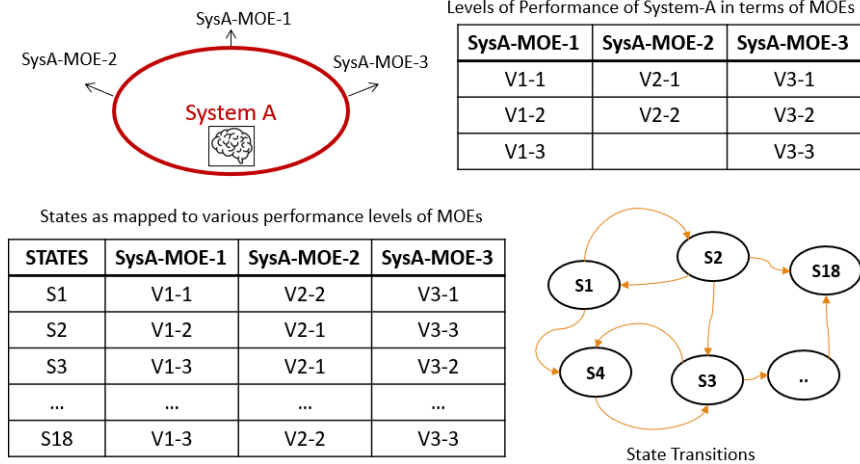 SysA-MOE-1
SysA-MOE-2
SysA-MOE-3
System A
Levels of Performance of System-A in terms of MOEs
SysA-MOE-1 SysA-MOE-2 SysA-MOE-3
V1-1 V2-1 V3-1
V1-2 V2-2 V3-2
V1-3 V3-3
States as mapped to various performance levels of MOEs
STATES SysA-MOE-1 SysA-MOE-2 SysA-MOE-3
S1 V1-1 V2-2 V3-1
S2 V1-2 V2-1 V3-3
S3 V1-3 V2-1 V3-2
... ... ... ...
S18 V1-3 V2-2 V3-3
S2
S18
S1
S4
S3
..
State Transitions